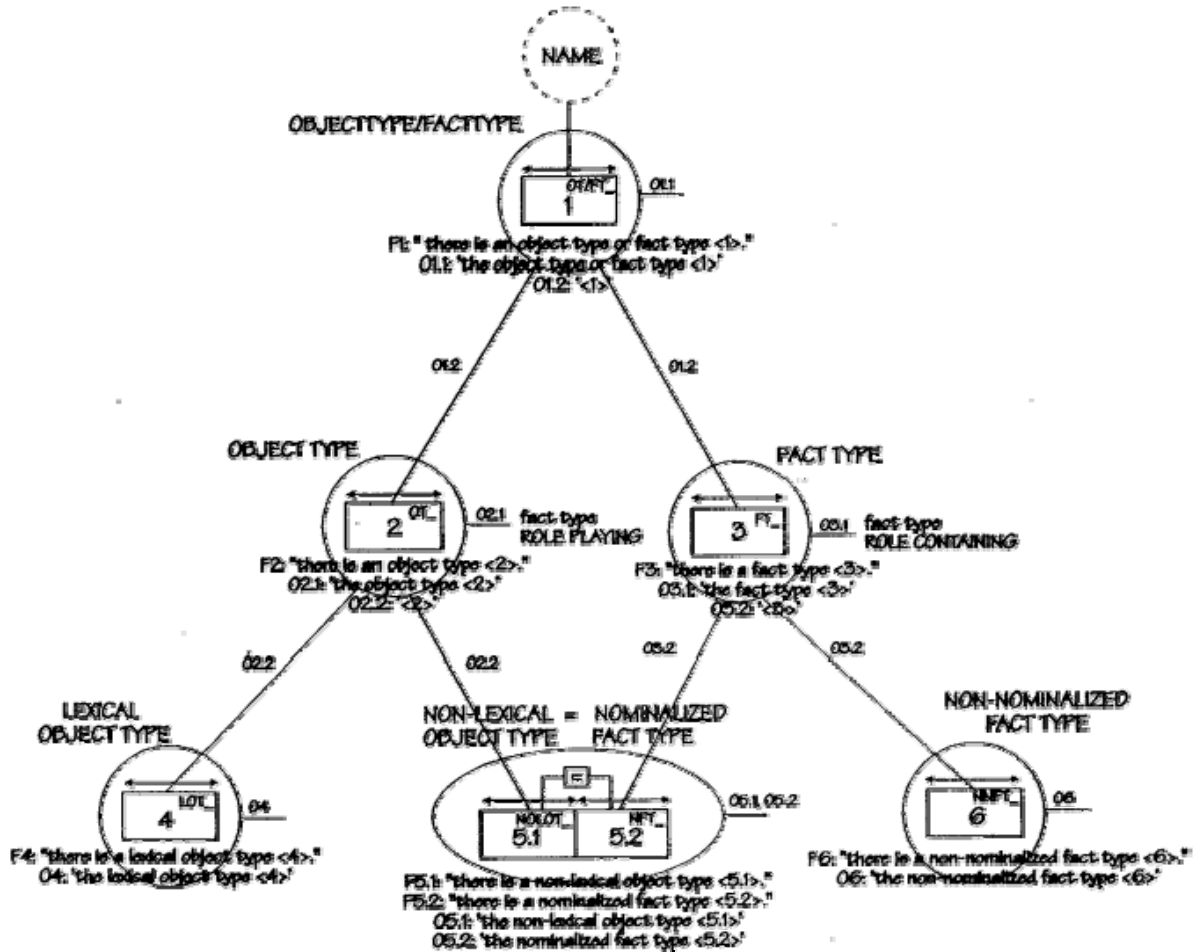 NAME
OBJECTTYPE/FACTTYPE
OT/FT_
1
O1.1
F1: "there is an object type or fact type <1>."
O1.1: 'the object type or fact type <1>'
O1.2: '<1>'
O1.2
O1.2
OBJECT TYPE
FACT TYPE
OT_
2
O2.1 fact type
ROLE PLAYING
FT_
3
O3.1 fact type
ROLE CONTAINING
F2: "there is an object type <2>."
O2.1: 'the object type <2>'
O2.2: '<2>'
F3: "there is a fact type <3>."
O3.1: 'the fact type <3>'
O3.2: '<3>'
O2.2
O2.2
O3.2
O3.2
LEXICAL
OBJECT TYPE
NON-LEXICAL = NOMINALIZED
OBJECT TYPE FACT TYPE
NON-NOMINALIZED
FACT TYPE
=
LOT_
4
O4
NOLOT_
5.1
NFT_
5.2
O5.1, O5.2
NNFT_
6
O6
F4: "there is a lexical object type <4>."
O4: 'the lexical object type <4>'
F5.1: "there is a non-lexical object type <5.1>."
F5.2: "there is a nominalized fact type <5.2>."
O5.1: 'the non-lexical object type <5.1>'
O5.2: 'the nominalized fact type <5.2>'
F6: "there is a non-nominalized fact type <6>."
O6: 'the non-nominalized fact type <6>'